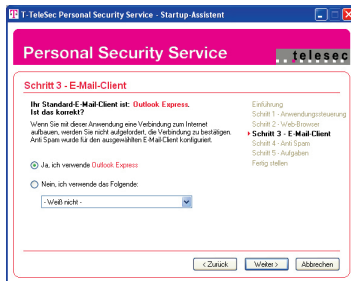 T-TeleSec Personal Security Service - Startup-Assistent
Personal Security Service
telesec
Schritt 3 - E-Mail-Client
Ihr Standard-E-Mail-Client ist: Outlook Express.
Ist das korrekt?
Wenn Sie mit dieser Anwendung eine Verbindung zum Internet
aufbauen, werden Sie nicht aufgefordert, die Verbindung zu bestätigen.
Anti Spam wurde für den ausgewählten E-Mail-Client konfiguriert.
Ja, ich verwende Outlook Express
Nein, ich verwende das Folgende:
- Weiß nicht -
Einführung
Schritt 1 - Anwendungssteuerung
Schritt 2 - Web-Browser
Schritt 3 - E-Mail-Client
Schritt 4 - Anti Spam
Schritt 5 - Aufgaben
Fertig stellen
< Zurück
Weiter >
Abbrechen